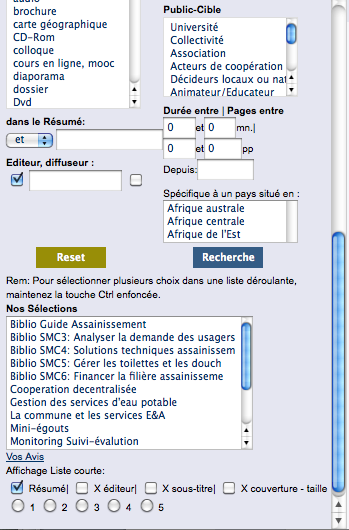 brochure
carte géographique
CD-Rom
colloque
cours en ligne, mooc
diaporama
dossier
Dvd
Public-Cible
Université
Collectivité
Association
Acteurs de coopération
Décideurs locaux ou nat
Animateur/Educateur
dans le Résumé:
et
Editeur, diffuseur :
Durée entre | Pages entre
0 et 0 mn.|
0 et 0 pp
Depuis:
Spécifique à un pays situé en :
Afrique australe
Afrique centrale
Afrique de l'Est
Reset
Recherche
Rem: Pour sélectionner plusieurs choix dans une liste déroulante,
maintenez la touche Ctrl enfoncée.
Nos Sélections
Biblio Guide Assainissement
Biblio SMC3: Analyser la demande des usagers
Biblio SMC4: Solutions techniques assainissem
Biblio SMC5: Gérer les toilettes et les douch
Biblio SMC6: Financer la filière assainisseme
Cooperation decentralisée
Gestion des services d'eau potable
La commune et les services E&A
Mini-égouts
Monitoring Suivi-évalution
Vos Avis
Affichage Liste courte:
Résumé| X éditeur| X sous-titre| X couverture - taille
1 2 3 4 5